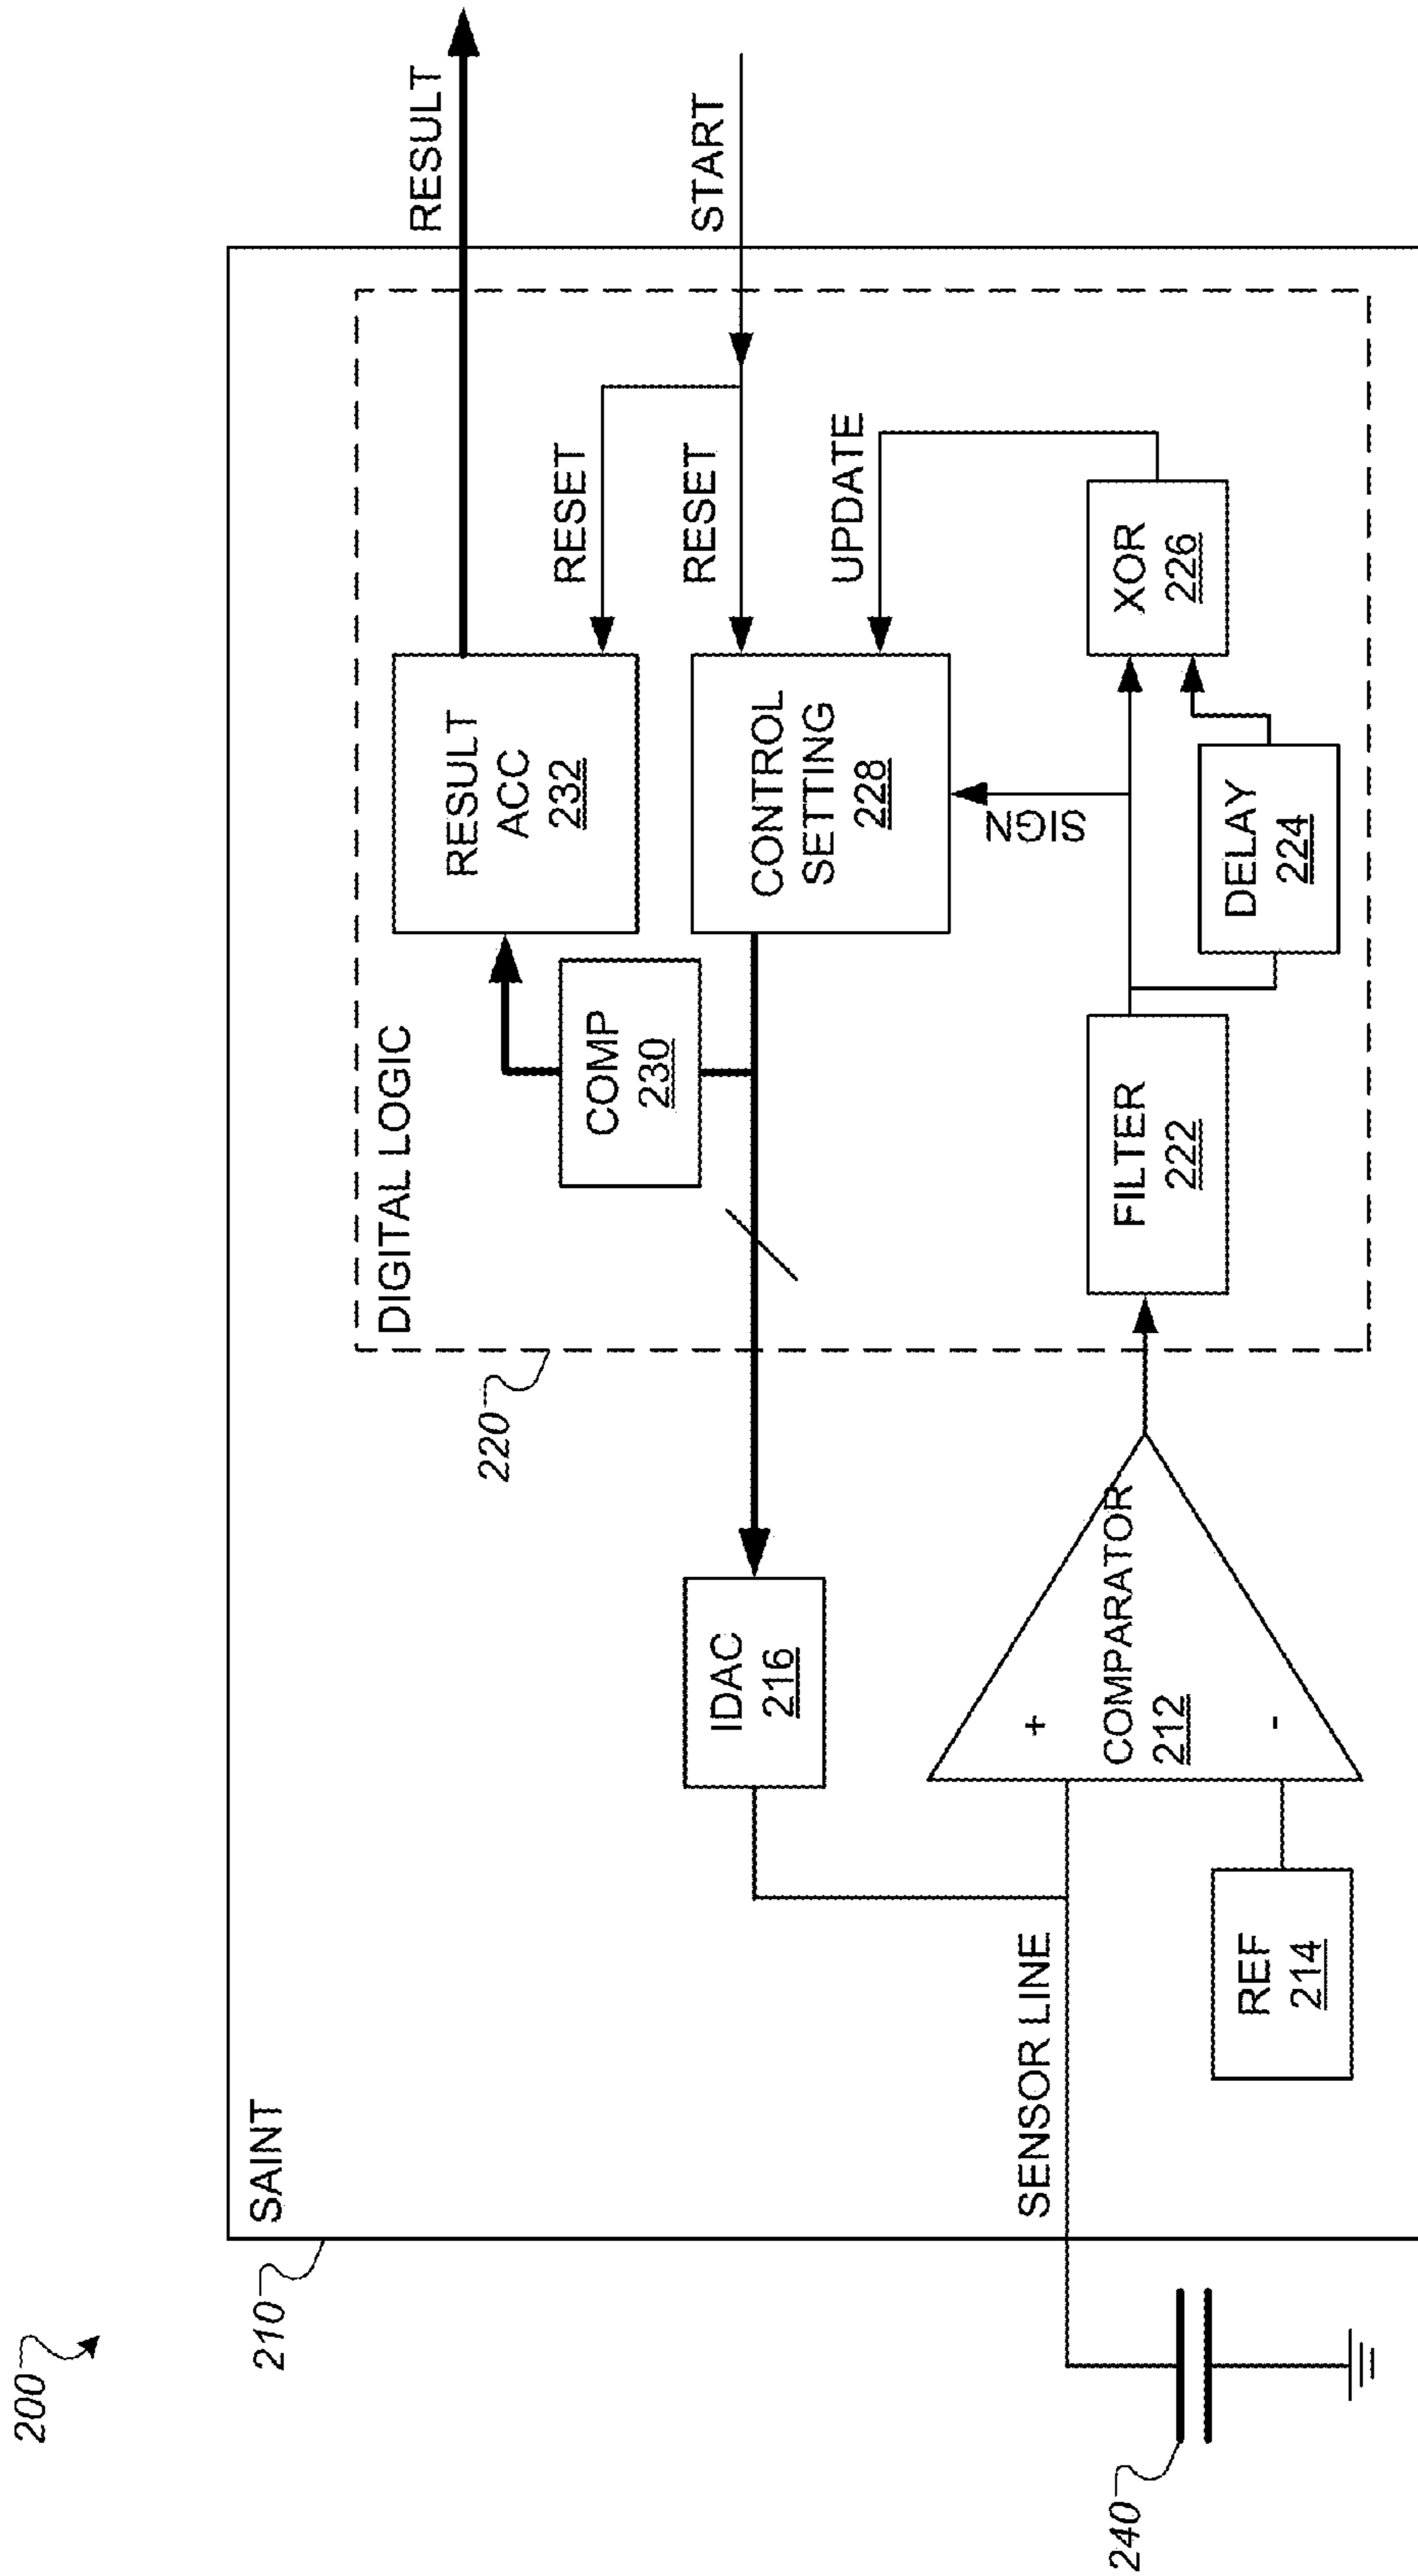 200
210
SAINT
RESULT
220
DIGITAL LOGIC
RESULT
ACC
232
RESET
START
COMP
230
IDAC
216
CONTROL
SETTING
228
RESET
UPDATE
SIGN
SENSOR LINE
+
COMPARATOR
212
-
FILTER
222
XOR
226
REF
214
DELAY
224
240